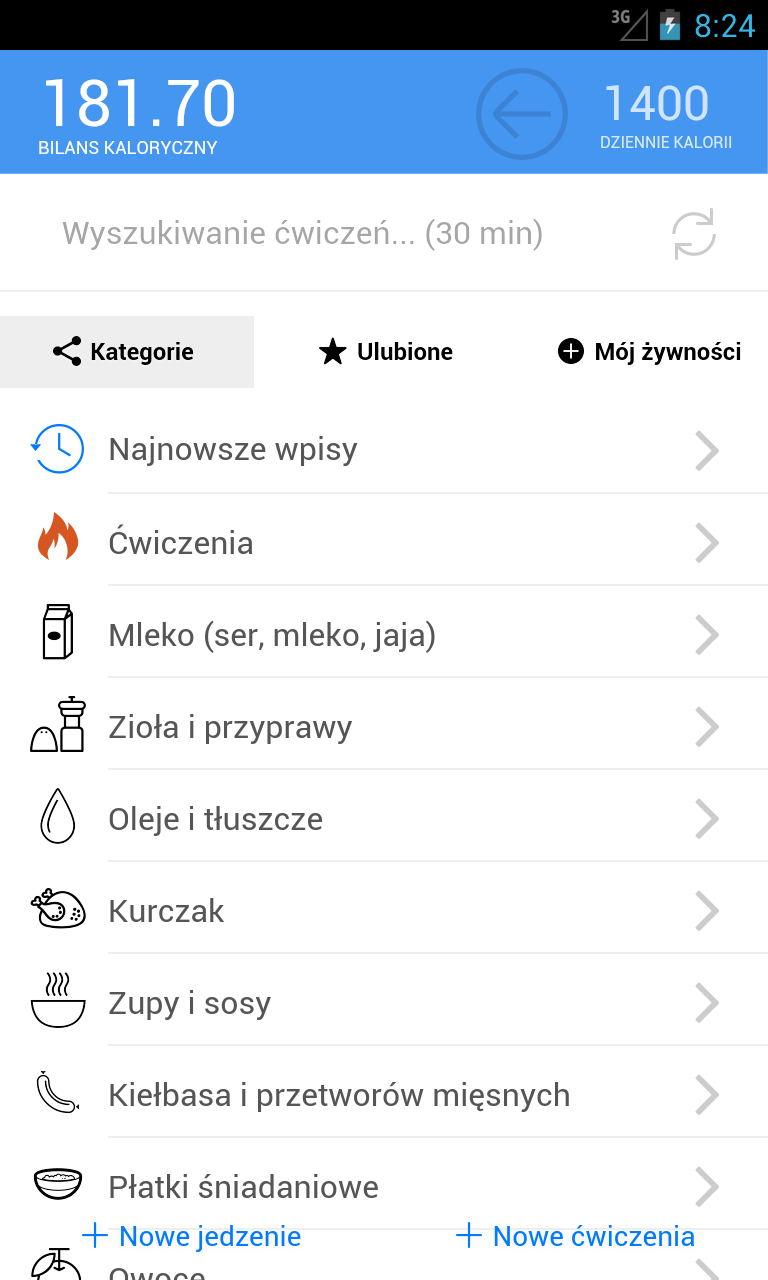 3G 8:24
181.70 1400
BILANS KALORYCZNY DZIENNIE KALORII
Wyszukiwanie ćwiczeń... (30 min)
Kategorie Ulubione Mój żywności
Najnowsze wpisy
Ćwiczenia
Mleko (ser, mleko, jaja)
Zioła i przyprawy
Oleje i tłuszcze
Kurczak
Zupy i sosy
Kiełbasa i przetworów mięsnych
Płatki śniadaniowe
Nowe jedzenie Nowe ćwiczenia
Owoce